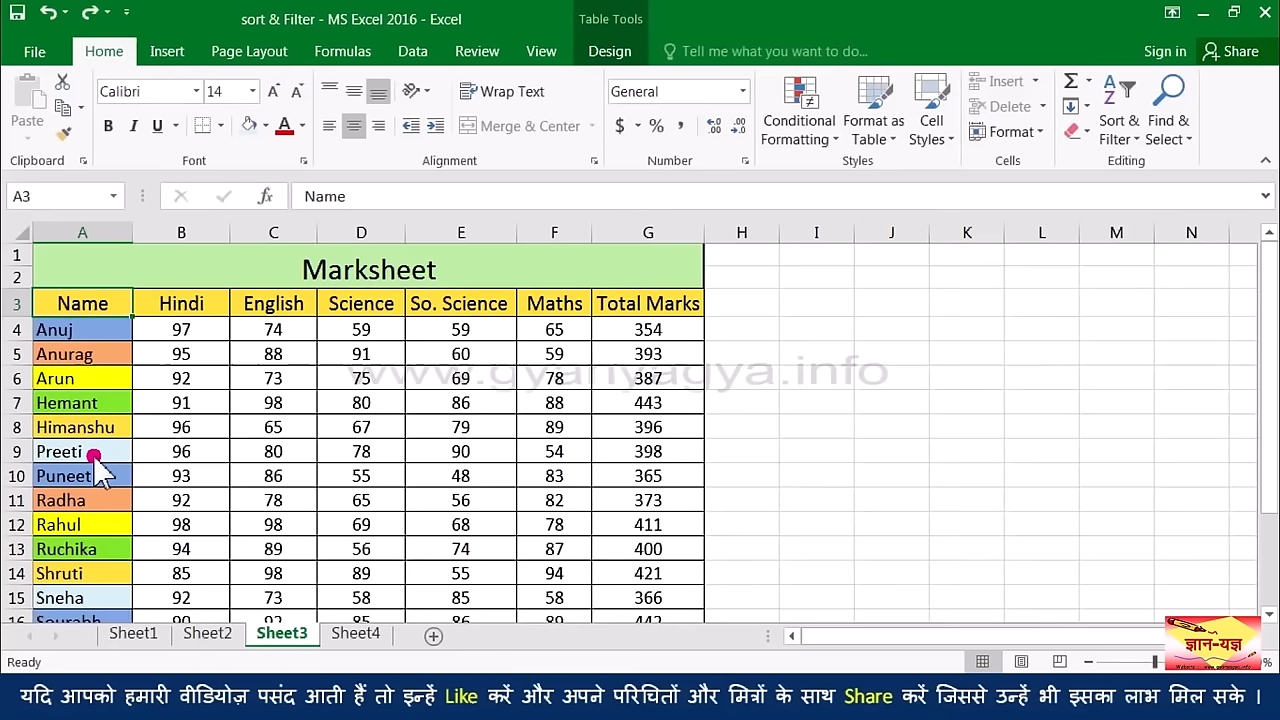 sort & Filter - MS Excel 2016 - Excel
Table Tools
File Home Insert Page Layout Formulas Data Review View Design Tell me what you want to do... Sign in Share
Paste
Clipboard
Calibri 14
B I U A
Font
Wrap Text
Merge & Center
Alignment
General
$ % ,
Number
Conditional Formatting
Format as Table
Cell Styles
Styles
Insert
Delete
Format
Cells
Sort & Filter
Find & Select
Editing
A3 fx Name
A B C D E F G H I J K L M N
1 Marksheet
2
3 Name Hindi English Science So. Science Maths Total Marks
4 Anuj 97 74 59 59 65 354
5 Anurag 95 88 91 60 59 393
www.gyanyagya.info
6 Arun 92 73 75 69 78 387
7 Hemant 91 98 80 86 88 443
8 Himanshu 96 65 67 79 89 396
9 Preeti 96 80 78 90 54 398
10 Puneet 93 86 55 48 83 365
11 Radha 92 78 65 56 82 373
12 Rahul 98 98 69 68 78 411
13 Ruchika 94 89 56 74 87 400
14 Shruti 85 98 89 55 94 421
15 Sneha 92 73 58 85 58 366
16 Sourabh 90 92 85 86 89 442
Sheet1 Sheet2 Sheet3 Sheet4
ज्ञान-यज्ञ
Ready
यदि आपको हमारी वीडियोज़ पसंद आती हैं तो इन्हें Like करें और अपने परिचितों और मित्रों के साथ Share करें जिससे उन्हें भी इसका लाभ मिल सके ।